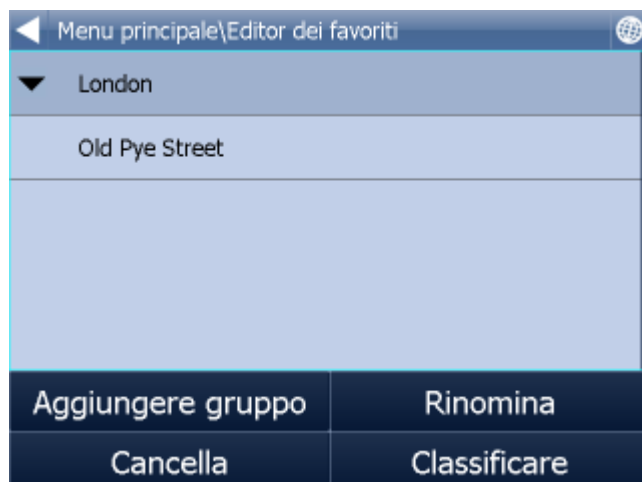 Menu principale\Editor dei favoriti
London
Old Pye Street
Aggiungere gruppo
Rinomina
Cancella
Classificare